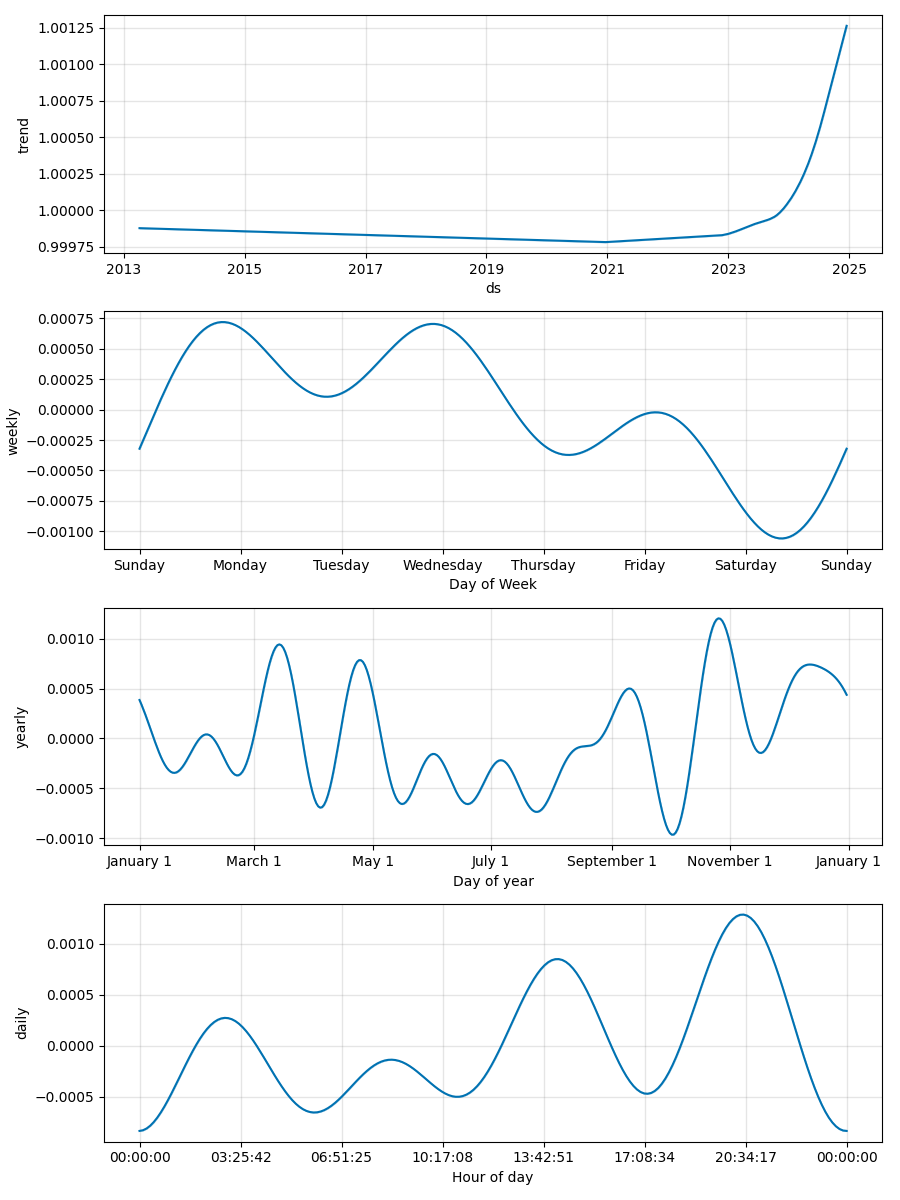 1.00125
1.00100
1.00075
1.00050
1.00025
1.00000
0.99975
trend
2013 2015 2017 2019 2021 2023 2025
ds
0.00075
0.00050
0.00025
0.00000
−0.00025
−0.00050
−0.00075
−0.00100
weekly
Sunday Monday Tuesday Wednesday Thursday Friday Saturday Sunday
Day of Week
0.0010
0.0005
0.0000
−0.0005
−0.0010
yearly
January 1 March 1 May 1 July 1 September 1 November 1 January 1
Day of year
0.0010
0.0005
0.0000
−0.0005
daily
00:00:00 03:25:42 06:51:25 10:17:08 13:42:51 17:08:34 20:34:17 00:00:00
Hour of day